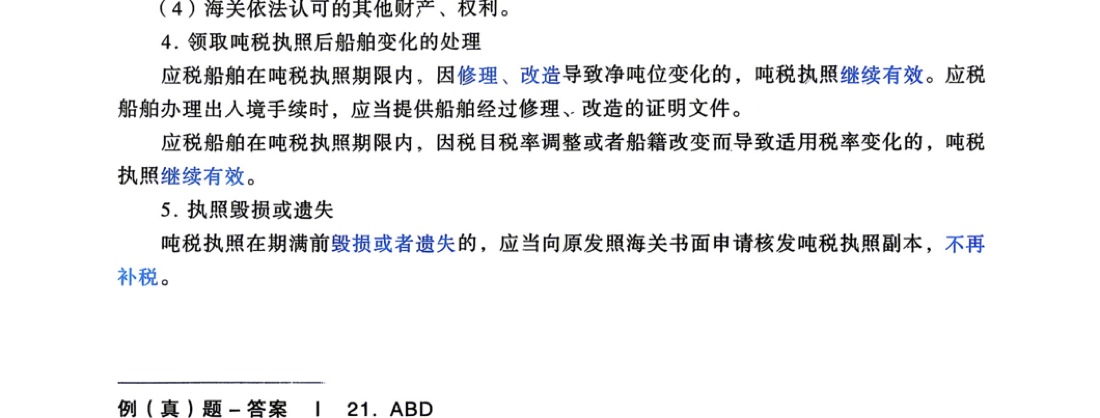 （4）海关依法认可的其他财产、权利。
4. 领取吨税执照后船舶变化的处理
应税船舶在吨税执照期限内，因修理、改造导致净吨位变化的，吨税执照继续有效。应税
船舶办理出入境手续时，应当提供船舶经过修理、改造的证明文件。
应税船舶在吨税执照期限内，因税目税率调整或者船籍改变而导致适用税率变化的，吨税
执照继续有效。
5. 执照毁损或遗失
吨税执照在期满前毁损或者遗失的，应当向原发照海关书面申请核发吨税执照副本，不再
补税。
例（真）题－答案 | 21. ABD